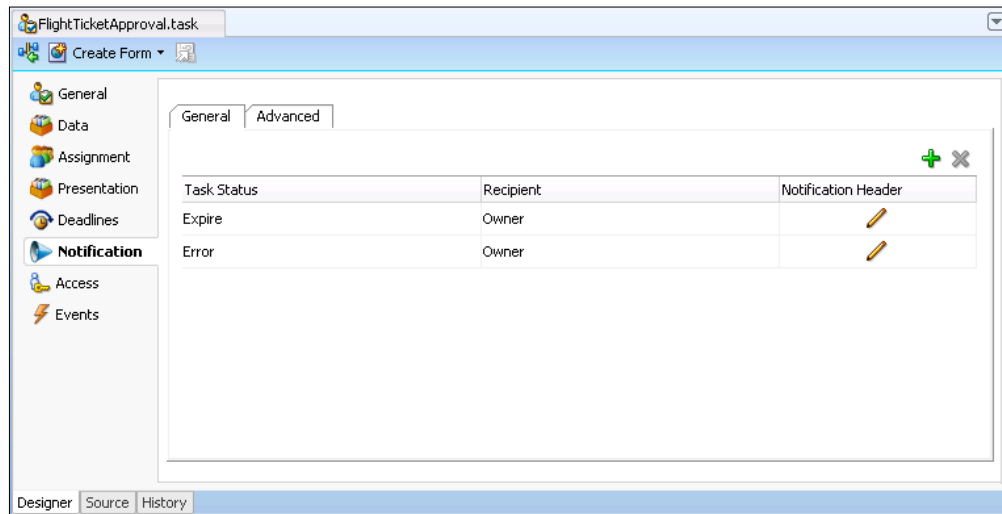 FlightTicketApproval.task
Create Form
General
Data
Assignment
Presentation
Deadlines
Notification
Access
Events
General Advanced
Task Status Recipient Notification Header
Expire Owner
Error Owner
Designer Source History